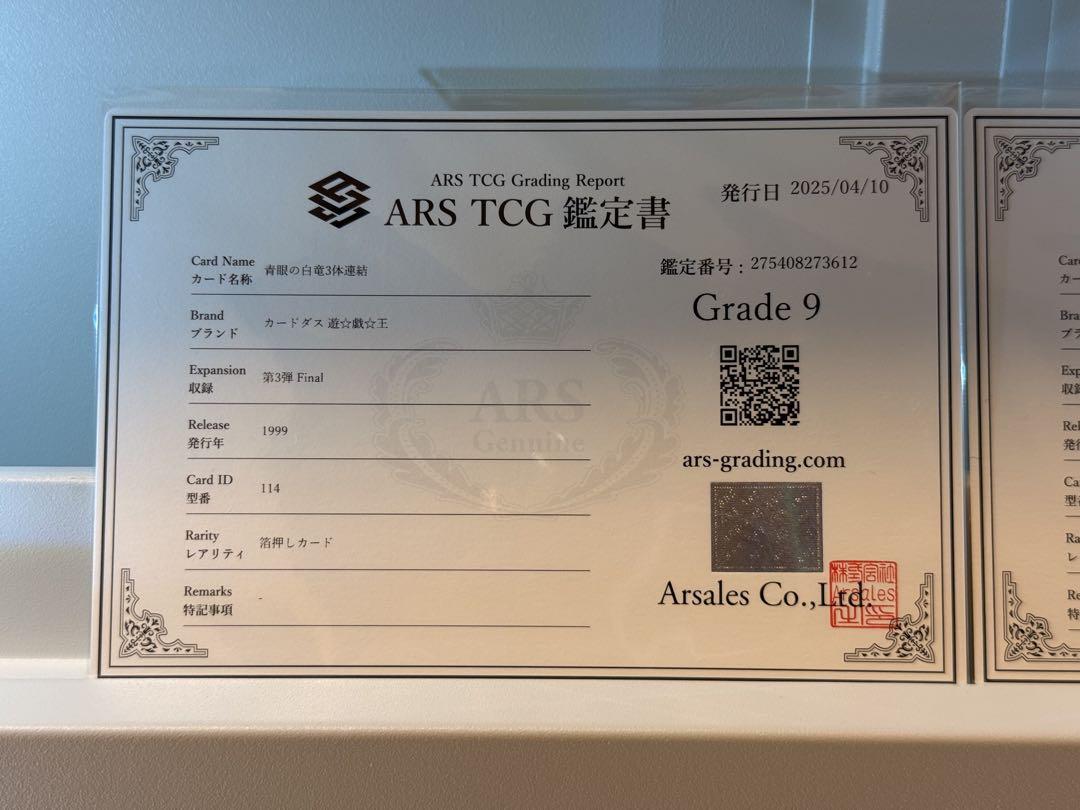 ARS TCG Grading Report
ARS TCG 鑑定書
発行日 2025/04/10
Card Name
カード名称
青眼の白竜3体連結
Brand
ブランド
カードダス 遊☆戯☆王
Expansion
収録
第3弾 Final
Release
発行年
1999
Card ID
型番
114
Rarity
レアリティ
箔押しカード
Remarks
特記事項
-
ARS
Genuine
鑑定番号 : 275408273612
Grade 9
ars-grading.com
Arsales Co.,Ltd.
Arsales